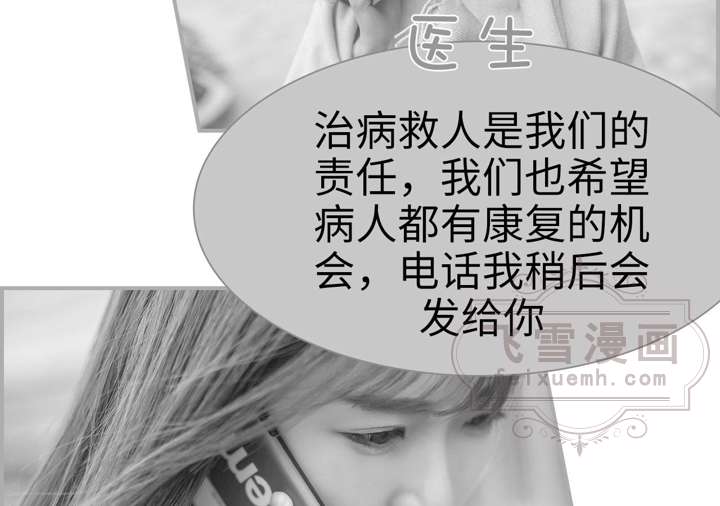 医生
治病救人是我们的
责任，我们也希望
病人都有康复的机
会，电话我稍后会
发给你
飞雪漫画
feixuemh.com